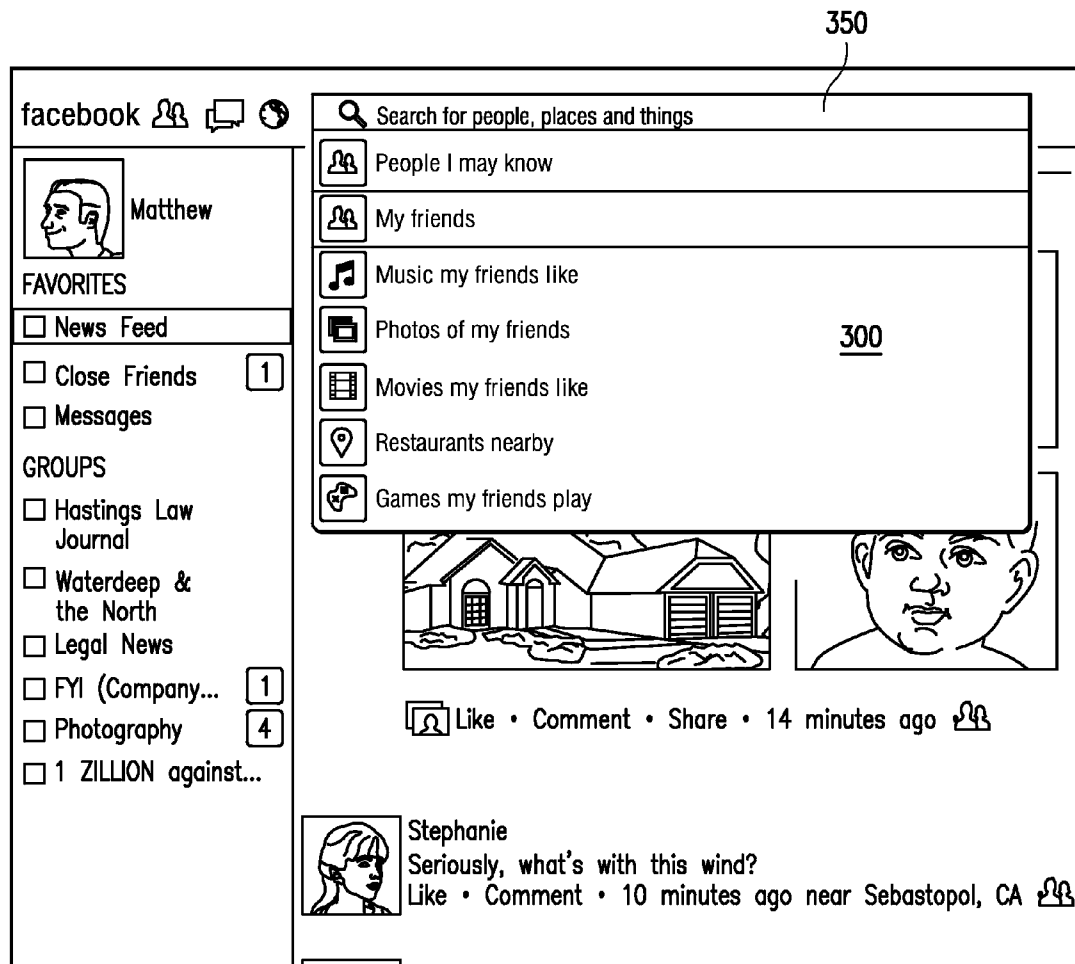 350
facebook
Search for people, places and things
People I may know
My friends
Music my friends like
Photos of my friends
300
Movies my friends like
Restaurants nearby
Games my friends play
Matthew
FAVORITES
News Feed
Close Friends 1
Messages
GROUPS
Hastings Law
Journal
Waterdeep &
the North
Legal News
FYI (Company... 1
Photography 4
1 ZILLION against...
Like • Comment • Share • 14 minutes ago
Stephanie
Seriously, what's with this wind?
Like • Comment • 10 minutes ago near Sebastopol, CA